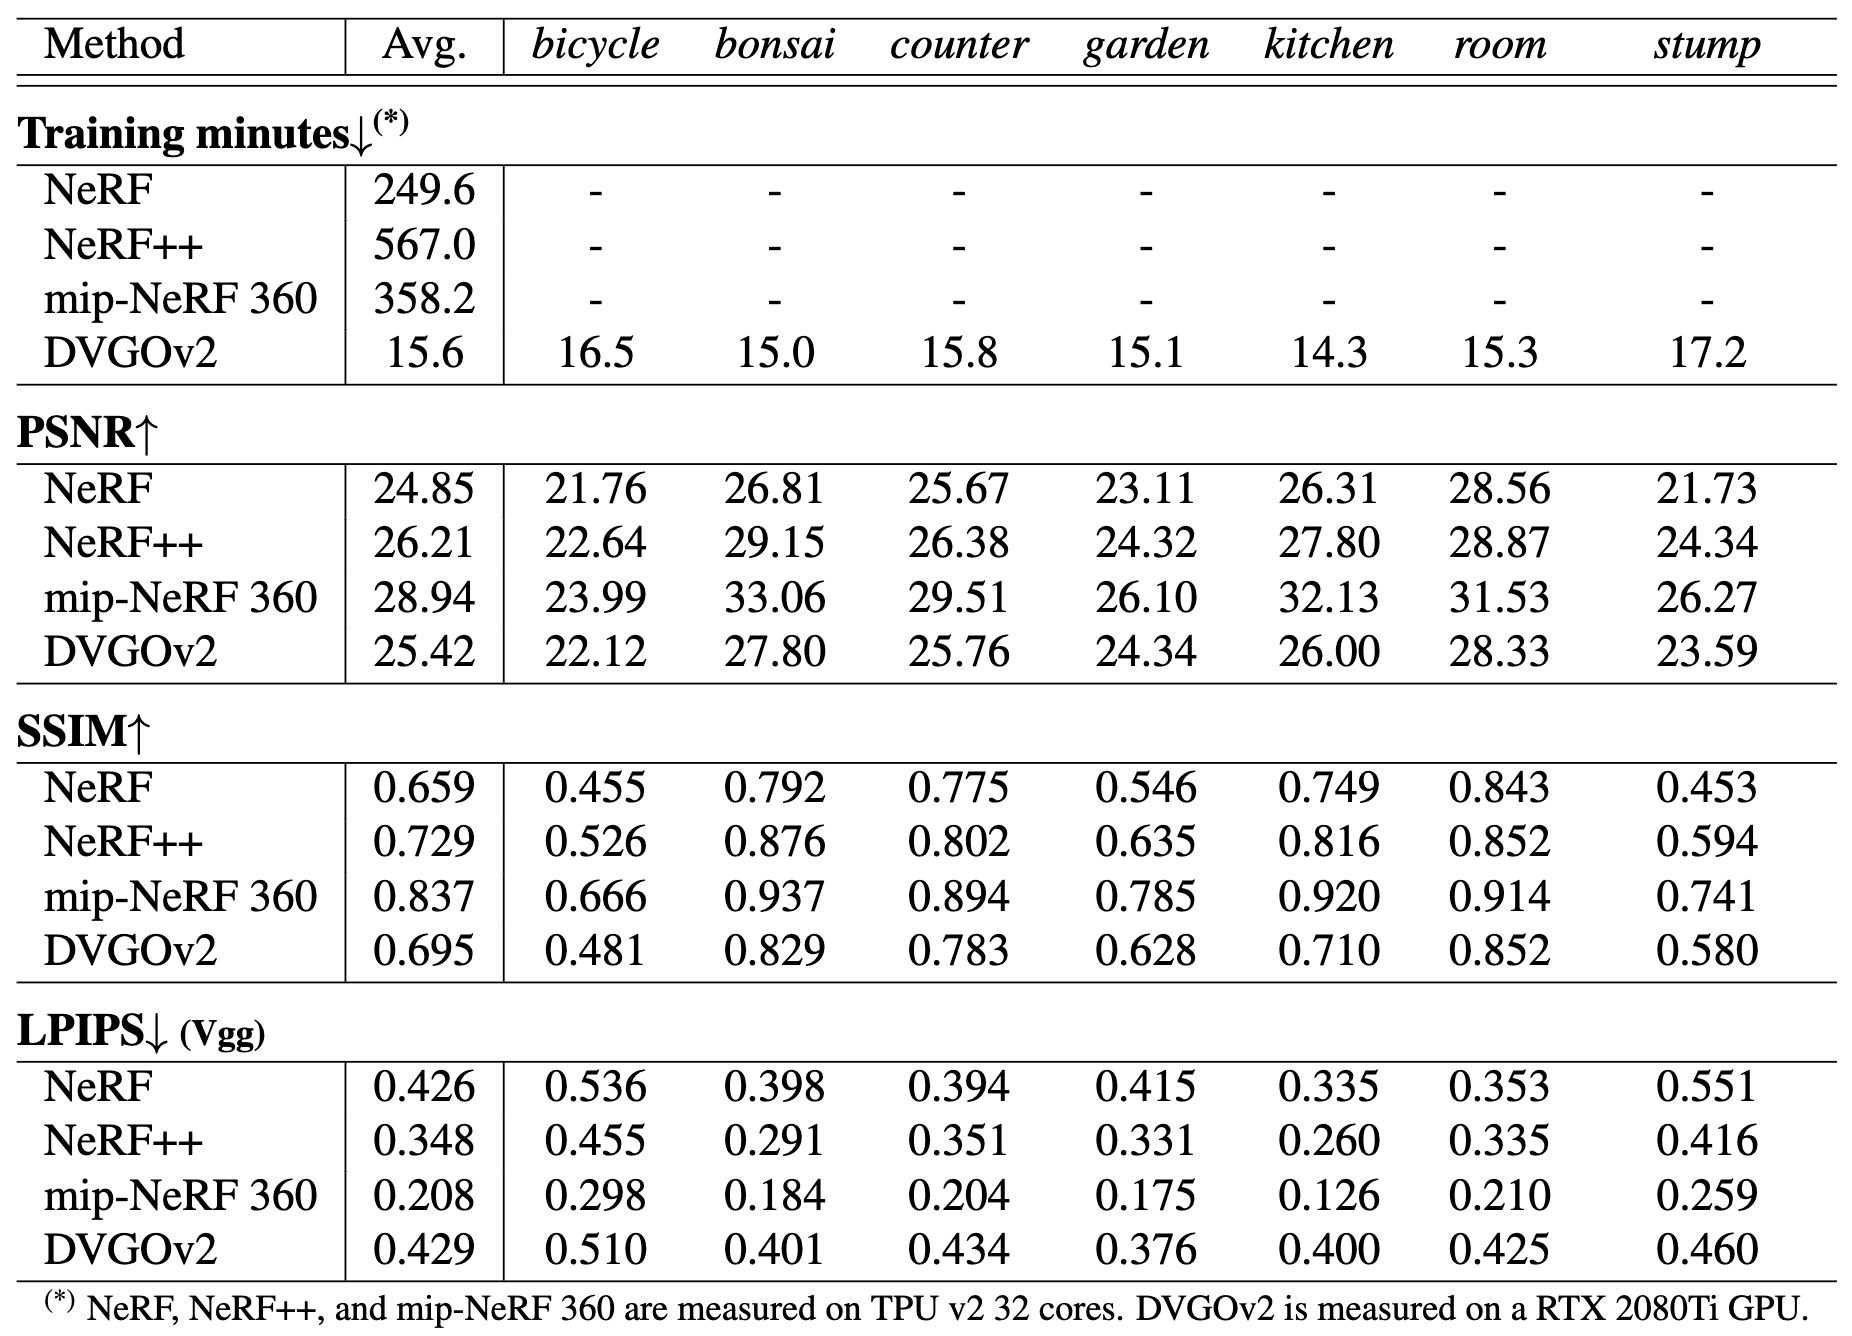 Method Avg. bicycle bonsai counter garden kitchen room stump
Training minutes↓(*)
NeRF 249.6 - - - - - - -
NeRF++ 567.0 - - - - - - -
mip-NeRF 360 358.2 - - - - - - -
DVGOv2 15.6 16.5 15.0 15.8 15.1 14.3 15.3 17.2
PSNR↑
NeRF 24.85 21.76 26.81 25.67 23.11 26.31 28.56 21.73
NeRF++ 26.21 22.64 29.15 26.38 24.32 27.80 28.87 24.34
mip-NeRF 360 28.94 23.99 33.06 29.51 26.10 32.13 31.53 26.27
DVGOv2 25.42 22.12 27.80 25.76 24.34 26.00 28.33 23.59
SSIM↑
NeRF 0.659 0.455 0.792 0.775 0.546 0.749 0.843 0.453
NeRF++ 0.729 0.526 0.876 0.802 0.635 0.816 0.852 0.594
mip-NeRF 360 0.837 0.666 0.937 0.894 0.785 0.920 0.914 0.741
DVGOv2 0.695 0.481 0.829 0.783 0.628 0.710 0.852 0.580
LPIPS↓ (Vgg)
NeRF 0.426 0.536 0.398 0.394 0.415 0.335 0.353 0.551
NeRF++ 0.348 0.455 0.291 0.351 0.331 0.260 0.335 0.416
mip-NeRF 360 0.208 0.298 0.184 0.204 0.175 0.126 0.210 0.259
DVGOv2 0.429 0.510 0.401 0.434 0.376 0.400 0.425 0.460
(*) NeRF, NeRF++, and mip-NeRF 360 are measured on TPU v2 32 cores. DVGOv2 is measured on a RTX 2080Ti GPU.